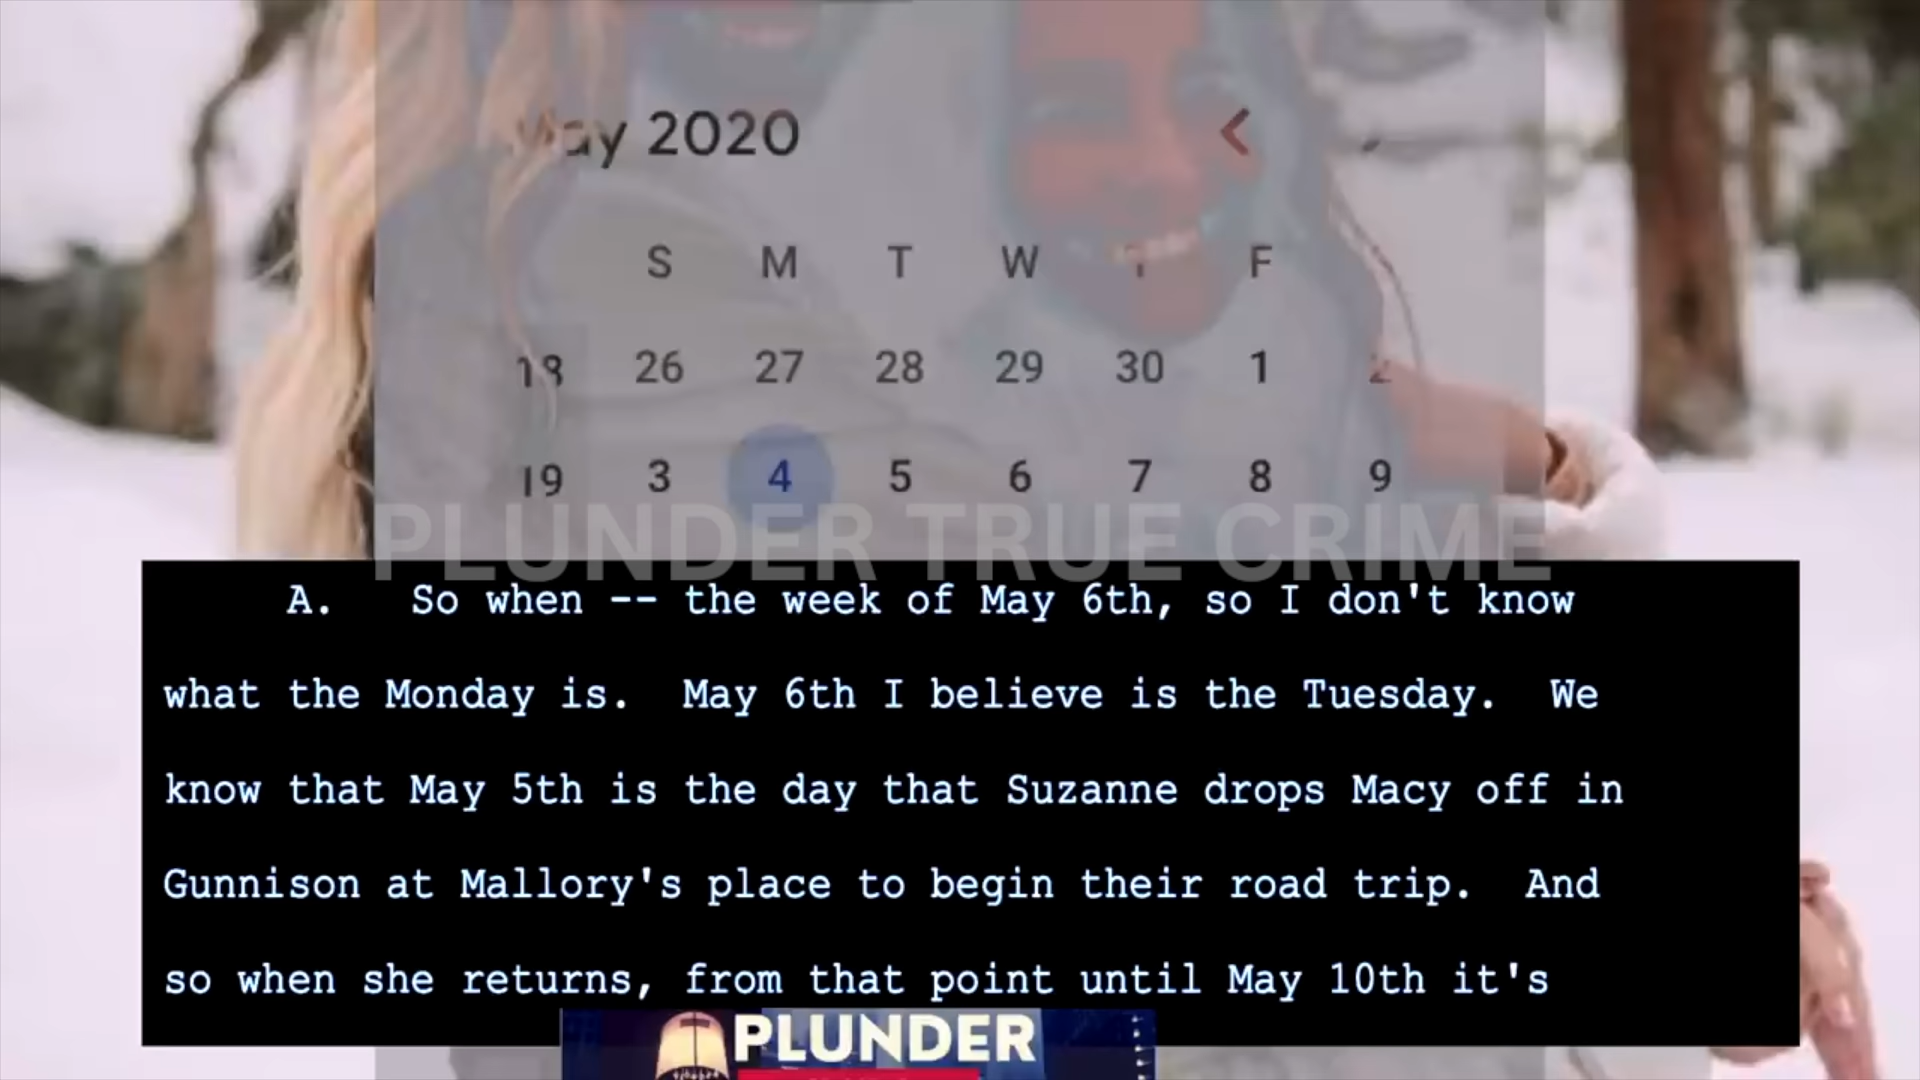 May 2020 <
S M T W T F
18 26 27 28 29 30 1 2
19 3 4 5 6 7 8 9
PLUNDER TRUE CRIME
A. So when -- the week of May 6th, so I don't know
what the Monday is. May 6th I believe is the Tuesday. We
know that May 5th is the day that Suzanne drops Macy off in
Gunnison at Mallory's place to begin their road trip. And
so when she returns, from that point until May 10th it's
PLUNDER